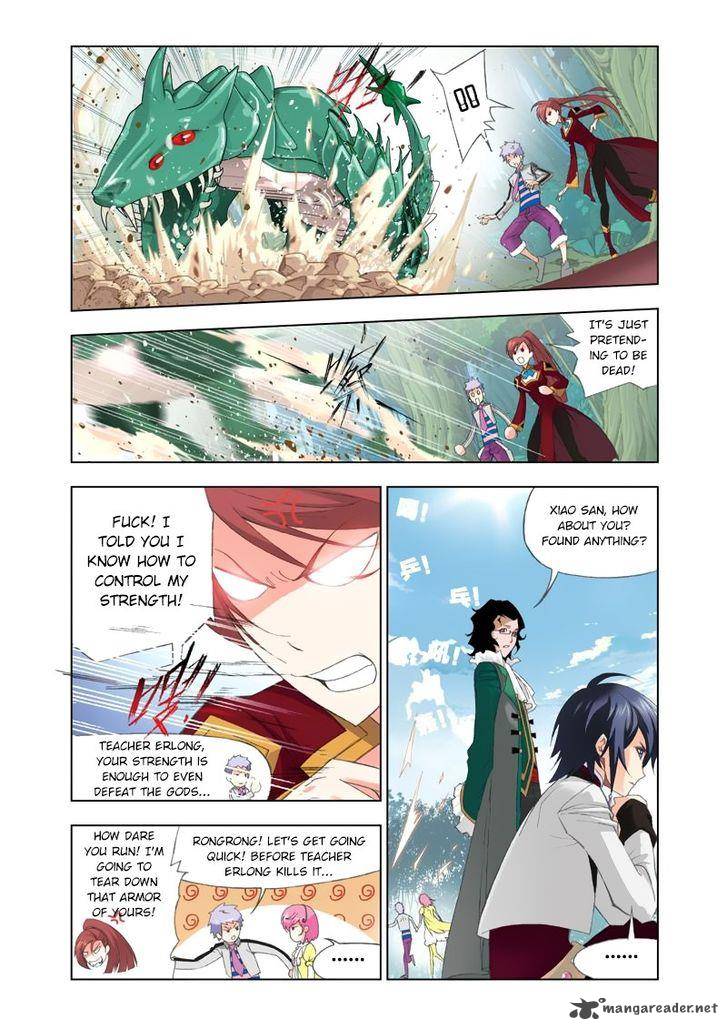 !!
IT'S JUST
PRETEND-
ING TO BE
DEAD!
FUCK! I
TOLD YOU I
KNOW HOW TO
CONTROL MY
STRENGTH!
TEACHER ERLONG,
YOUR STRENGTH IS
ENOUGH TO EVEN
DEFEAT THE GODS...
XIAO SAN, HOW
ABOUT YOU?
FOUND ANYTHING?
乒!
乓!
HOW DARE
YOU RUN! I'M
GOING TO
TEAR DOWN
THAT ARMOR
OF YOURS!
RONGRONG! LET'S GET GOING
QUICK! BEFORE TEACHER
ERLONG KILLS IT...
......
......
mangareader.net